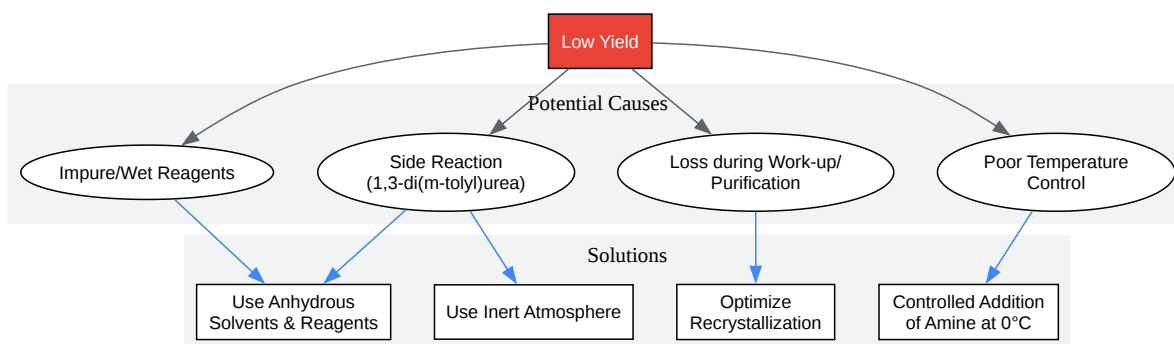 Low Yield
Potential Causes
Impure/Wet Reagents
Side Reaction
(1,3-di(m-tolyl)urea)
Loss during Work-up/
Purification
Poor Temperature
Control
Solutions
Use Anhydrous
Solvents & Reagents
Use Inert Atmosphere
Optimize
Recrystallization
Controlled Addition
of Amine at 0°C